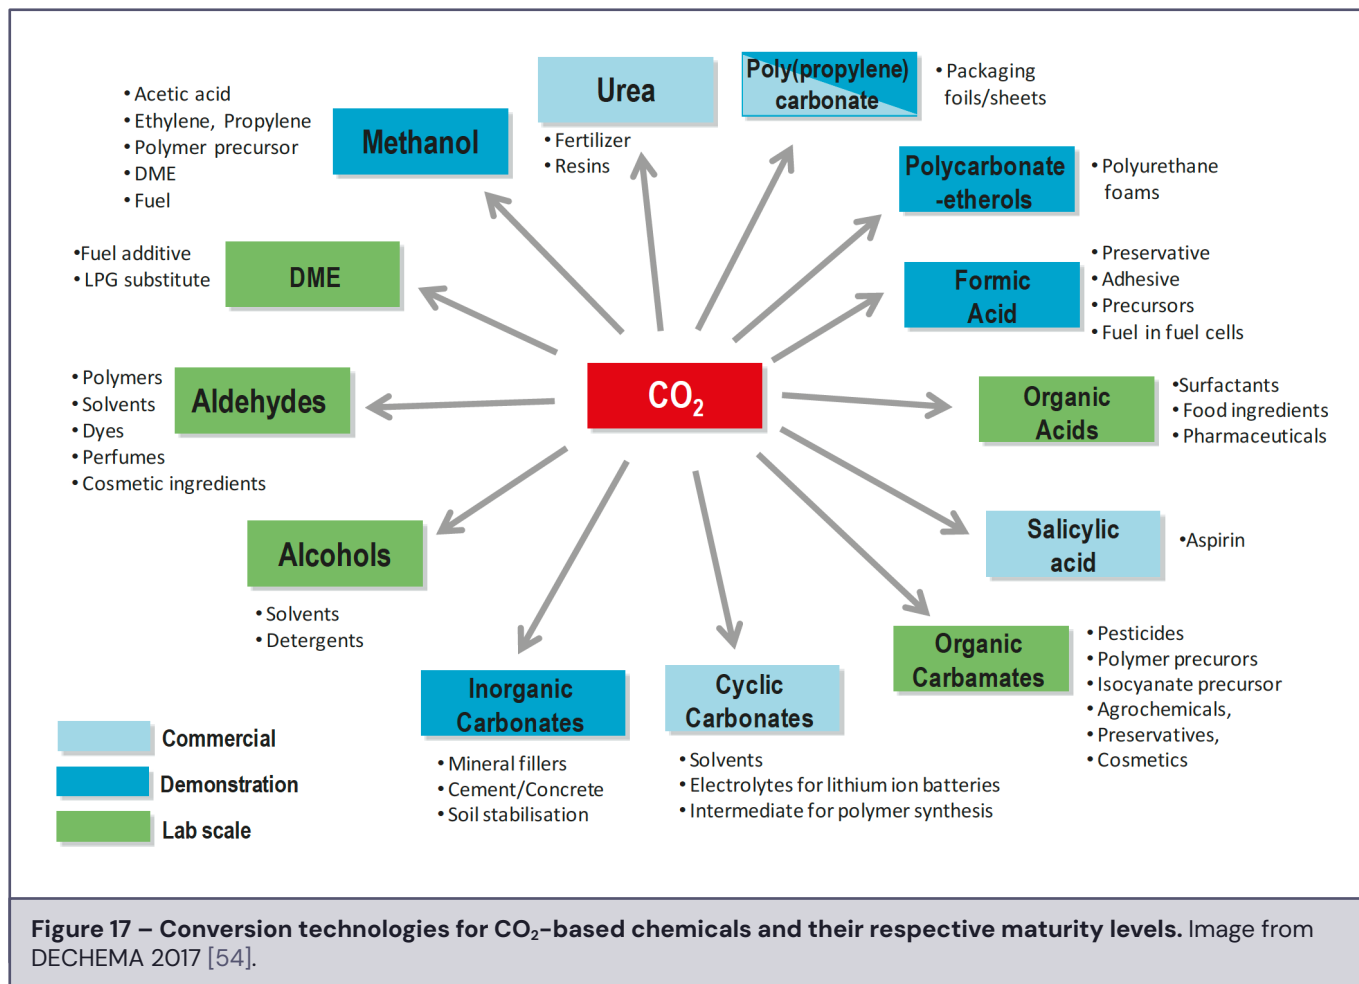 Urea
• Fertilizer
• Resins
Poly(propylene)
carbonate
• Packaging
foils/sheets
• Acetic acid
• Ethylene, Propylene
• Polymer precursor
• DME
• Fuel
Methanol
Polycarbonate
-etherols
• Polyurethane
foams
•Fuel additive
• LPG substitute
DME
Formic
Acid
• Preservative
• Adhesive
• Precursors
• Fuel in fuel cells
• Polymers
• Solvents
• Dyes
• Perfumes
• Cosmetic ingredients
Aldehydes
CO2
Organic
Acids
•Surfactants
• Food ingredients
• Pharmaceuticals
Alcohols
• Solvents
• Detergents
Salicylic
acid
•Aspirin
Inorganic
Carbonates
• Mineral fillers
• Cement/Concrete
• Soil stabilisation
Cyclic
Carbonates
• Solvents
• Electrolytes for lithium ion batteries
• Intermediate for polymer synthesis
Organic
Carbamates
• Pesticides
• Polymer precurors
• Isocyanate precursor
• Agrochemicals,
• Preservatives,
• Cosmetics
Commercial
Demonstration
Lab scale
Figure 17 – Conversion technologies for CO₂-based chemicals and their respective maturity levels. Image from
DECHEMA 2017 [54].